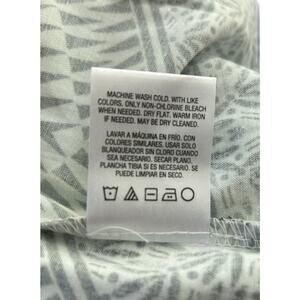 MACHINE WASH COLD, WITH LIKE
COLORS, ONLY NON-CHLORINE BLEACH
WHEN NEEDED. DRY FLAT, WARM IRON
IF NEEDED. MAY BE DRY CLEANED.
LAVAR A MÁQUINA EN FRÍO. CON
COLORES SIMILARES. USAR SOLO
BLANQUEADOR SIN CLORO CUANDO
SEA NECESARIO. SECAR PLANO,
PLANCHA TIBIA SI ES NECESARIO. SE
PUEDE LIMPIAR EN SECO.